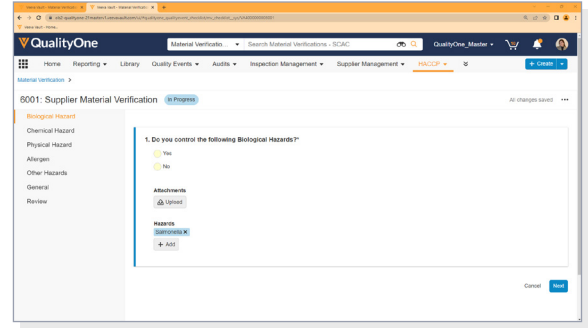 QualityOne
Material Verificatio...
Search Material Verifications - SCAC
QualityOne_Master
Home
Reporting
Library
Quality Events
Audits
Inspection Management
Supplier Management
HACCP
+ Create
Material Verification >
6001: Supplier Material Verification
In Progress
All changes saved
Biological Hazard
Chemical Hazard
Physical Hazard
Allergen
Other Hazards
General
Review
1. Do you control the following Biological Hazards?*
Yes
No
Attachments
Upload
Hazards
Salmonella ×
+ Add
Cancel
Next